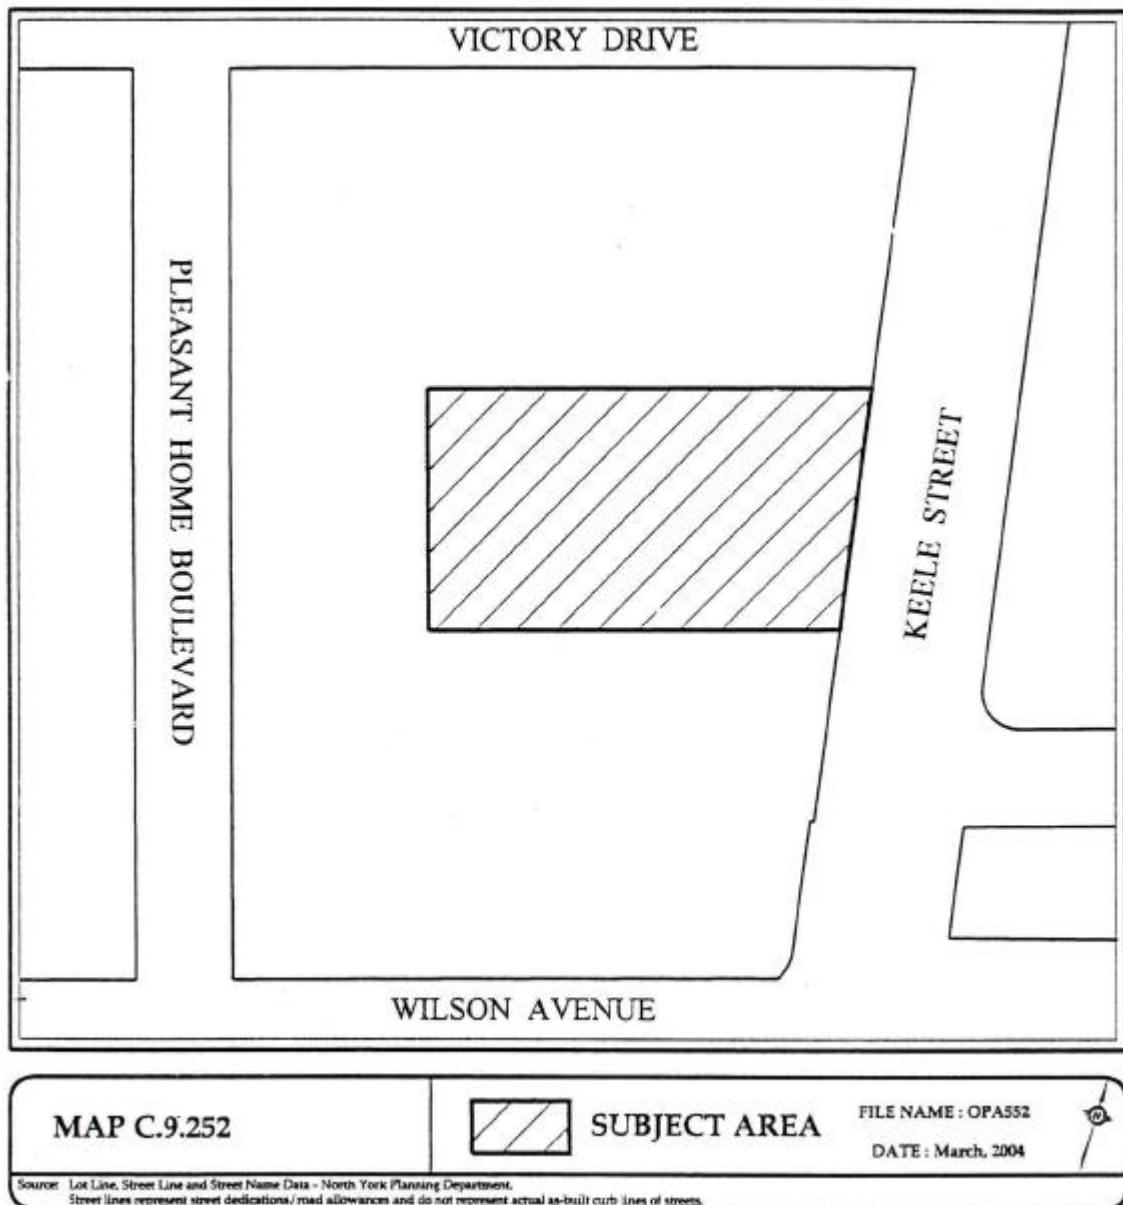 VICTORY DRIVE
PLEASANT HOME BOULEVARD
KEELE STREET
WILSON AVENUE
MAP C.9.252
SUBJECT AREA
FILE NAME : OPA552
DATE : March, 2004
N
Source: Lot Line, Street Line and Street Name Data - North York Planning Department.
Street lines represent street dedications/road allowances and do not represent actual as-built curb lines of streets.